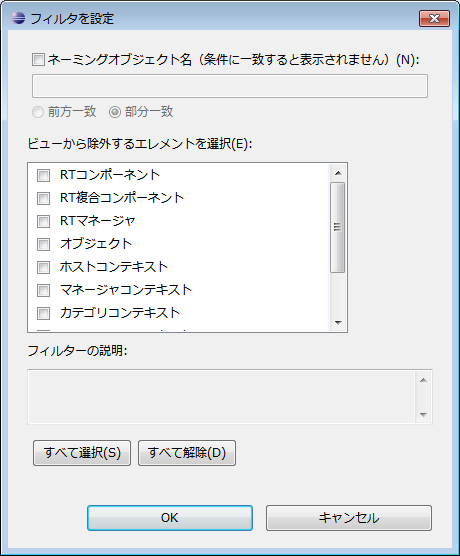 フィルタを設定
ネーミングオブジェクト名（条件に一致すると表示されません）(N):
前方一致 部分一致
ビューから除外するエレメントを選択(E):
RTコンポーネント
RT複合コンポーネント
RTマネージャ
オブジェクト
ホストコンテキスト
マネージャコンテキスト
カテゴリコンテキスト
フィルターの説明:
すべて選択(S) すべて解除(D)
OK キャンセル